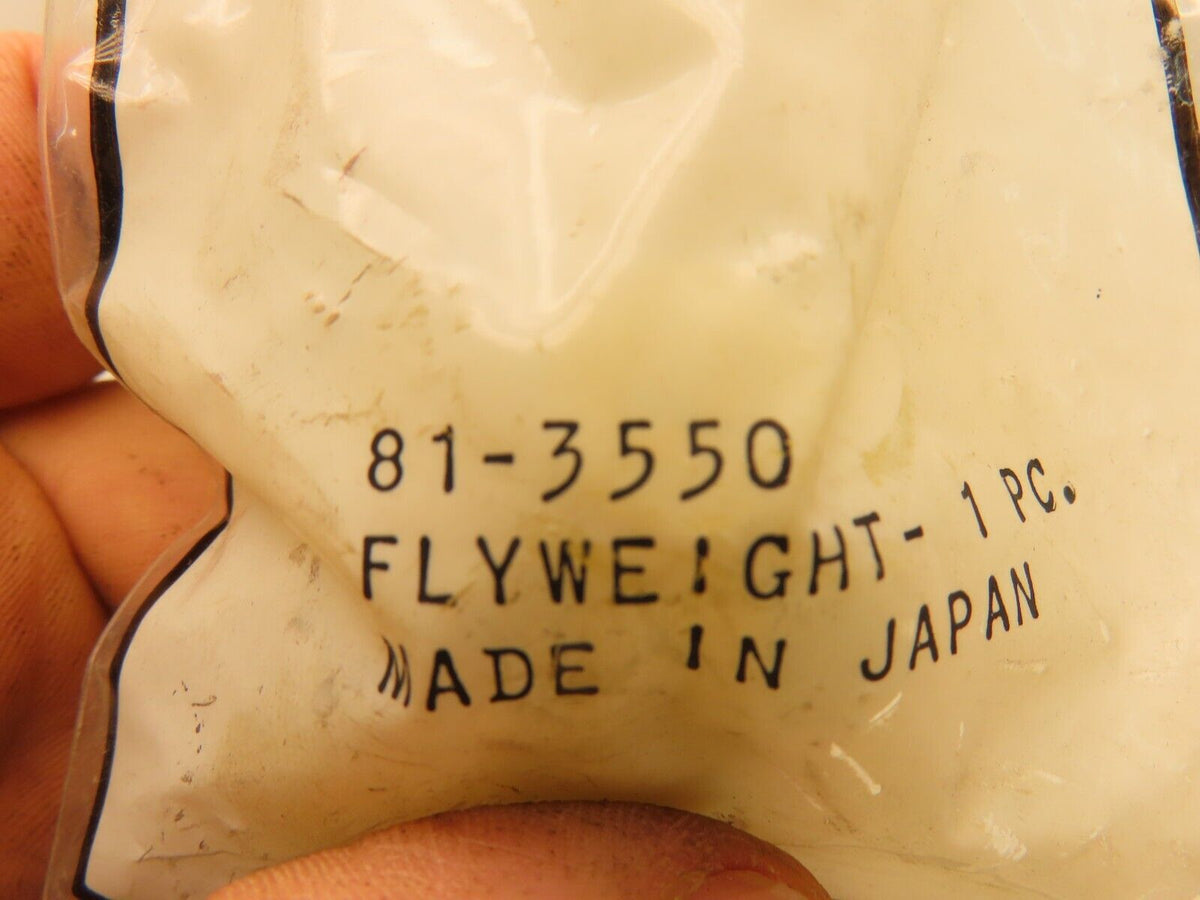 81-3550
FLYWEIGHT- 1 PC.
MADE IN JAPAN